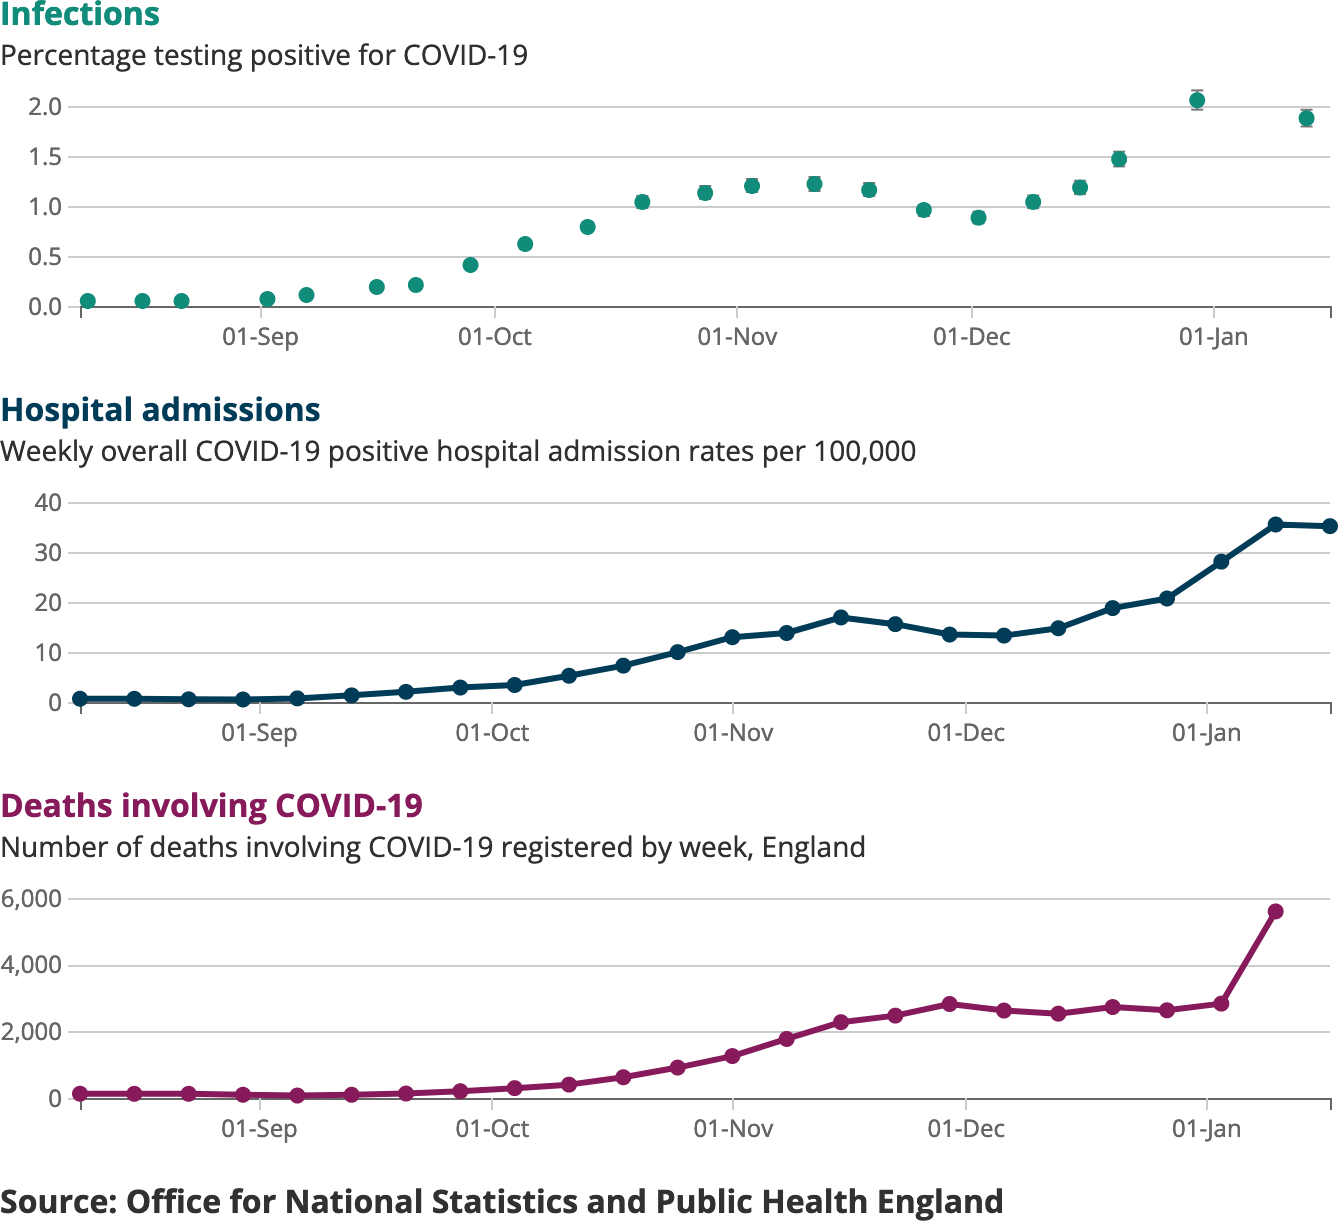 Infections
Percentage testing positive for COVID-19
2.0
1.5
1.0
0.5
0.0
01-Sep 01-Oct 01-Nov 01-Dec 01-Jan
Hospital admissions
Weekly overall COVID-19 positive hospital admission rates per 100,000
40
30
20
10
0
01-Sep 01-Oct 01-Nov 01-Dec 01-Jan
Deaths involving COVID-19
Number of deaths involving COVID-19 registered by week, England
6,000
4,000
2,000
0
01-Sep 01-Oct 01-Nov 01-Dec 01-Jan
Source: Office for National Statistics and Public Health England